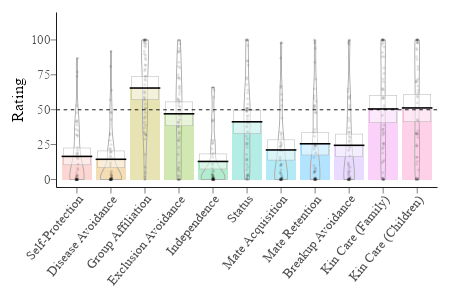 Rating
100
75
50
25
0
Self-Protection
Disease Avoidance
Group Affiliation
Exclusion Avoidance
Independence
Status
Mate Acquisition
Mate Retention
Breakup Avoidance
Kin Care (Family)
Kin Care (Children)